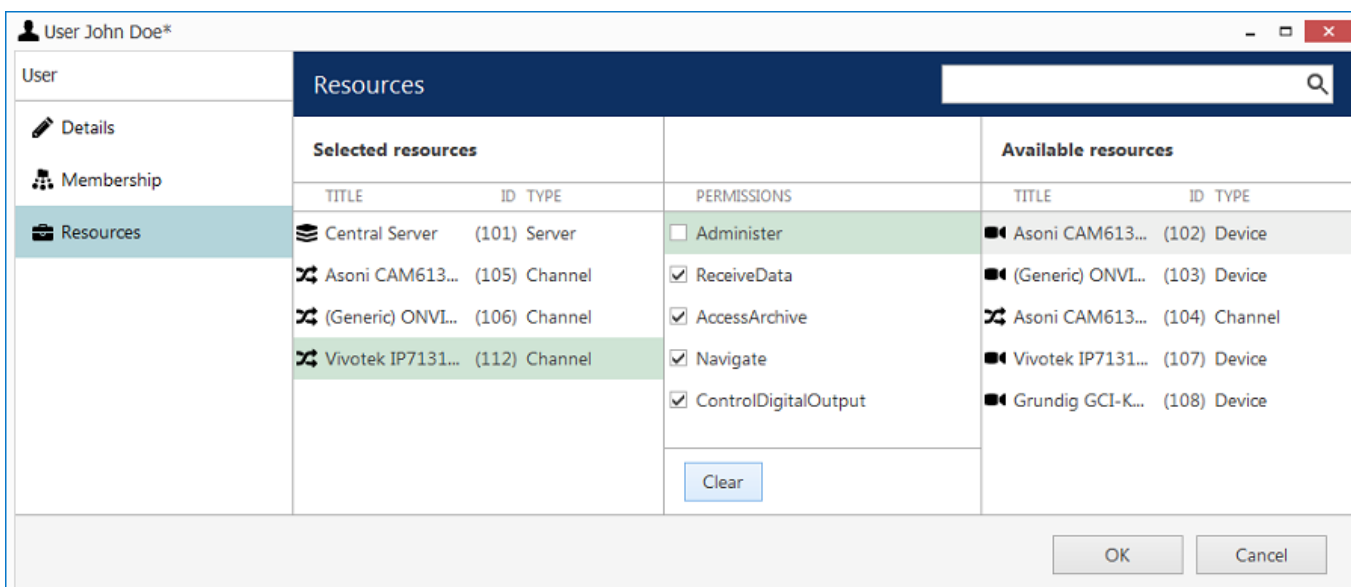 User John Doe*
User
Resources
Details
Membership
Resources
Selected resources
Available resources
TITLE ID TYPE PERMISSIONS TITLE ID TYPE
Central Server (101) Server Administer Asoni CAM613... (102) Device
Asoni CAM613... (105) Channel ReceiveData (Generic) ONVI... (103) Device
(Generic) ONVI... (106) Channel AccessArchive Asoni CAM613... (104) Channel
Vivotek IP7131... (112) Channel Navigate Vivotek IP7131... (107) Device
ControlDigitalOutput Grundig GCI-K... (108) Device
Clear
OK Cancel